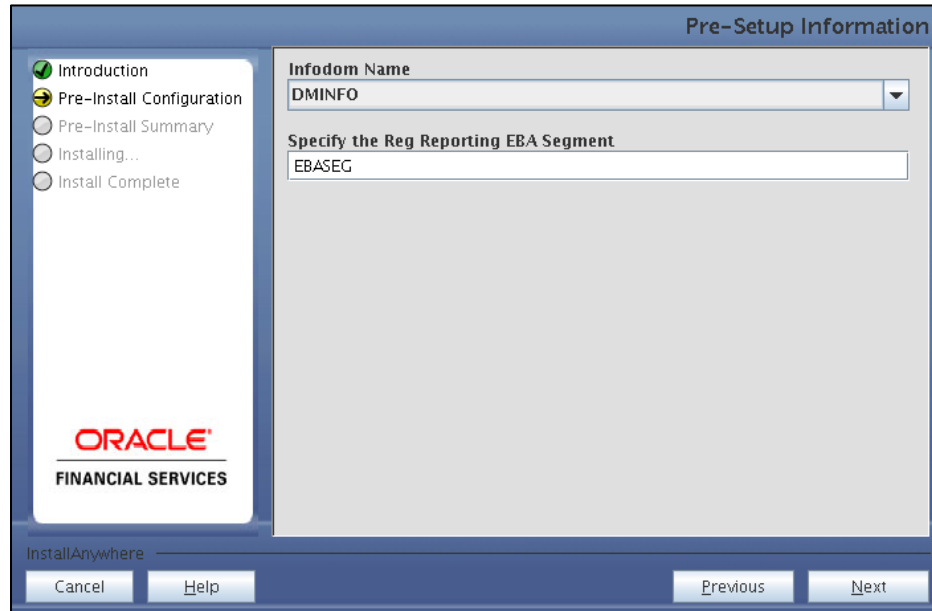 Pre-Setup Information
Introduction
Pre-Install Configuration
Pre-Install Summary
Installing...
Install Complete
ORACLE'
FINANCIAL SERVICES
Infodom Name
DMINFO
Specify the Reg Reporting EBA Segment
EBASEG
InstallAnywhere
Cancel
Help
Previous
Next